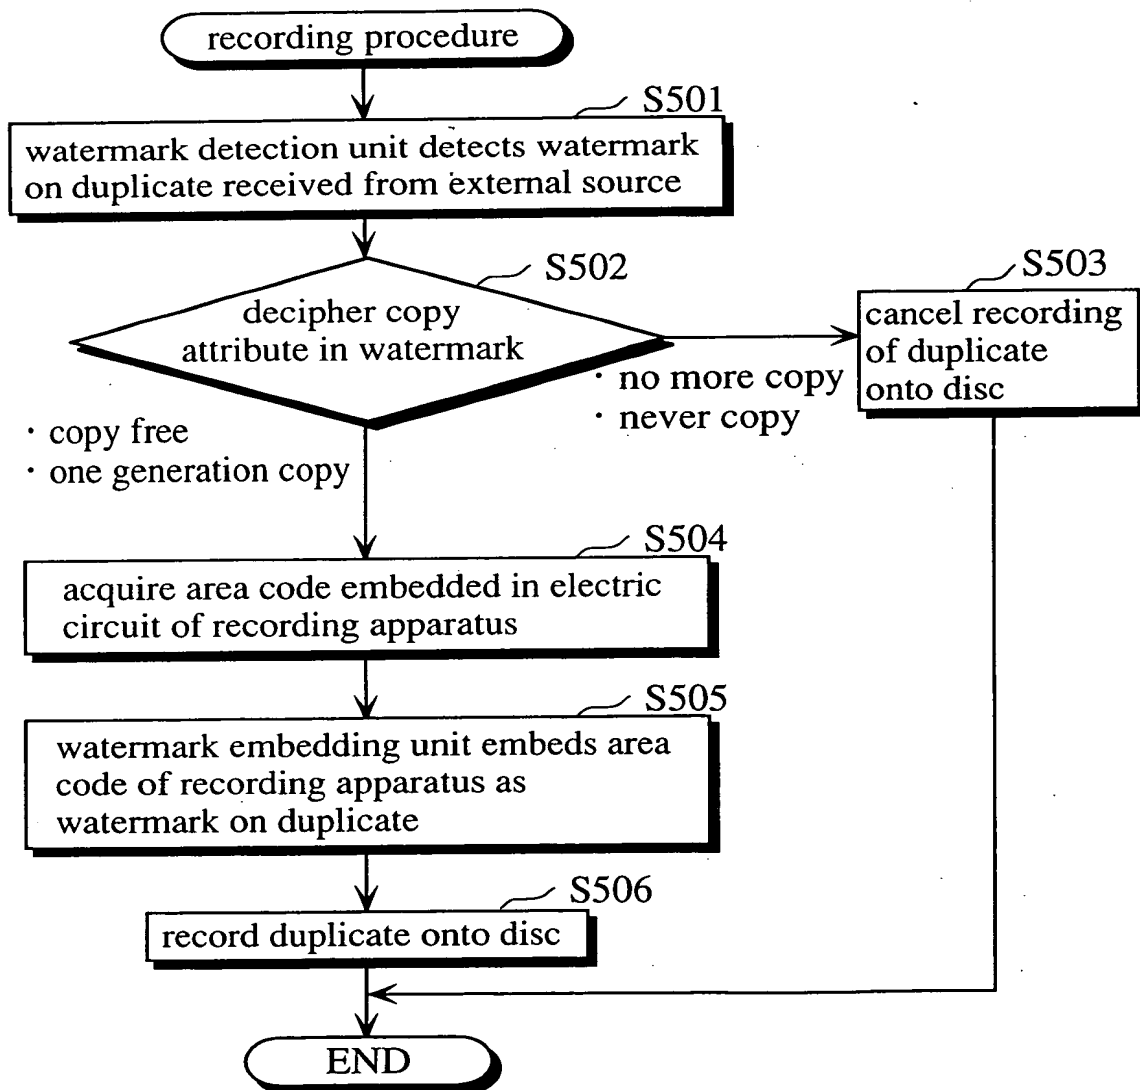 recording procedure
S501
watermark detection unit detects watermark
on duplicate received from external source
S502
decipher copy
attribute in watermark
S503
cancel recording
of duplicate
onto disc
· no more copy
· never copy
· copy free
· one generation copy
S504
acquire area code embedded in electric
circuit of recording apparatus
S505
watermark embedding unit embeds area
code of recording apparatus as
watermark on duplicate
S506
record duplicate onto disc
END